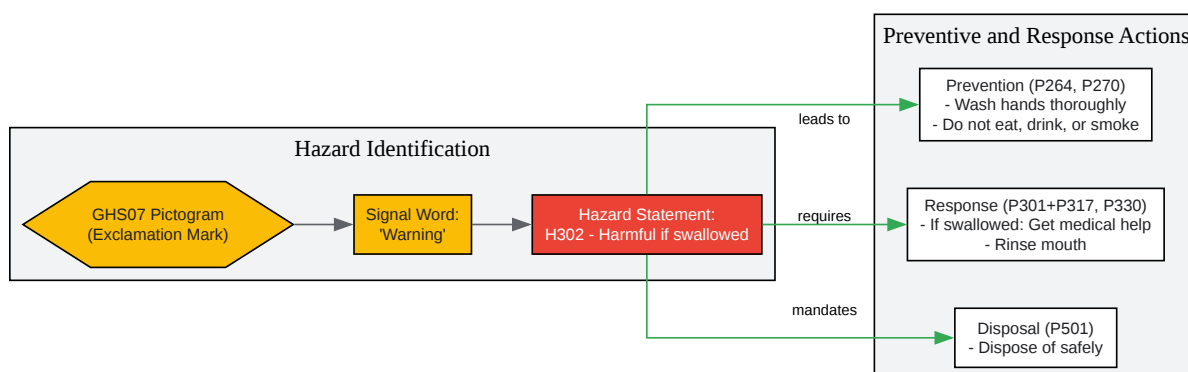 Preventive and Response Actions
Prevention (P264, P270)
- Wash hands thoroughly
- Do not eat, drink, or smoke
leads to
Hazard Identification
GHS07 Pictogram
(Exclamation Mark)
Signal Word:
'Warning'
Hazard Statement:
H302 - Harmful if swallowed
requires
Response (P301+P317, P330)
- If swallowed: Get medical help
- Rinse mouth
mandates
Disposal (P501)
- Dispose of safely